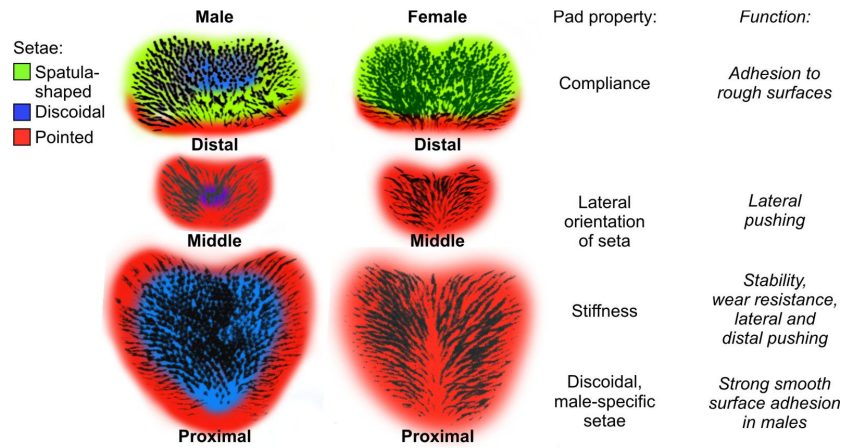 Male
Female
Pad property:
Function:
Setae:
Spatula-
shaped
Discoidal
Pointed
Compliance
Adhesion to
rough surfaces
Distal
Distal
Lateral
orientation
of seta
Lateral
pushing
Middle
Middle
Stiffness
Stability,
wear resistance,
lateral and
distal pushing
Discoidal,
male-specific
setae
Strong smooth
surface adhesion
in males
Proximal
Proximal